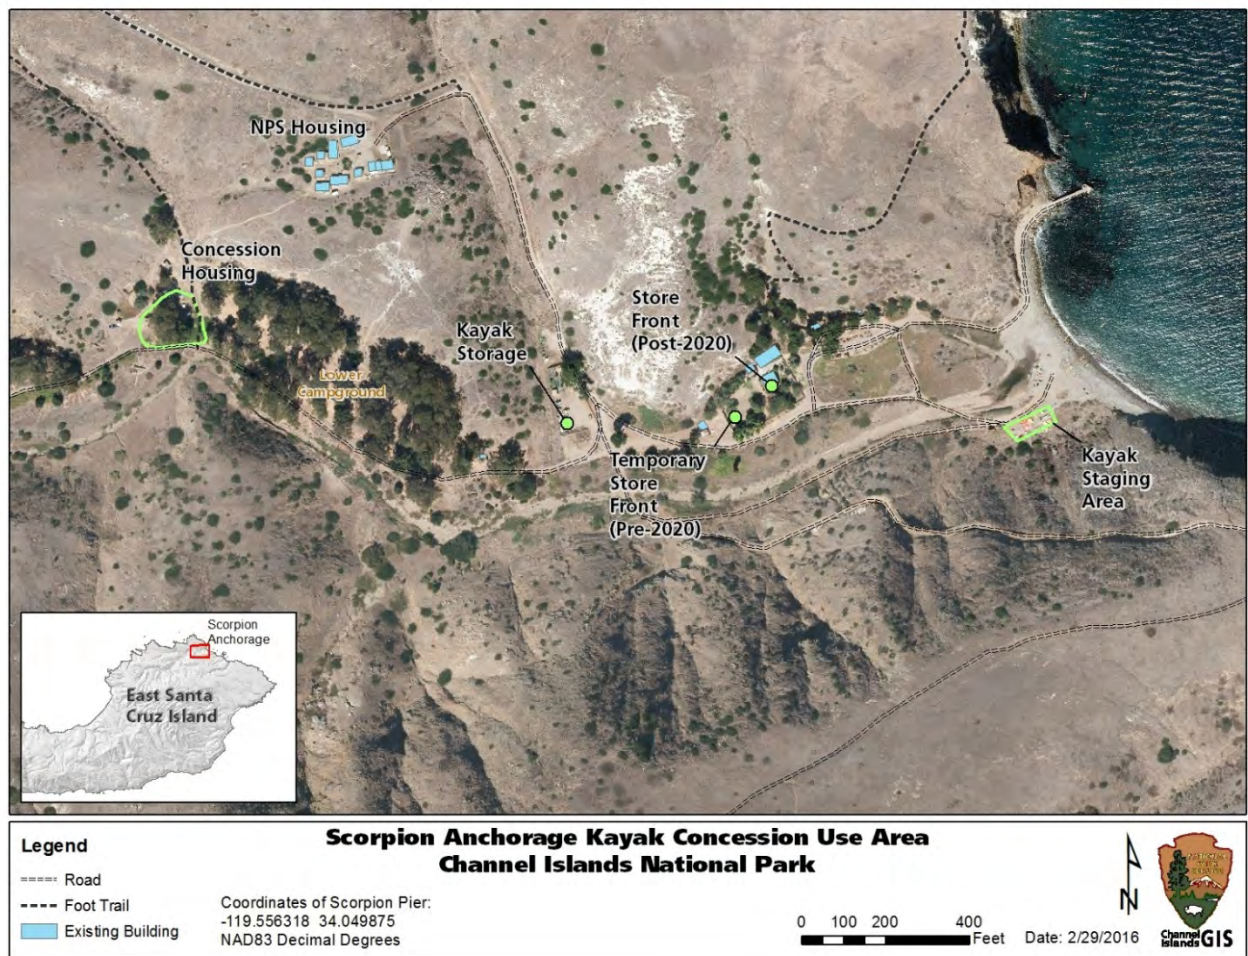 NPS Housing
Concession
Housing
Store
Front
(Post-2020)
Kayak
Storage
Lower
Campground
Temporary
Store
Front
(Pre-2020)
Kayak
Staging
Area
Scorpion
Anchorage
East Santa
Cruz Island
Legend
Road
Foot Trail
Existing Building
Scorpion Anchorage Kayak Concession Use Area
Channel Islands National Park
Coordinates of Scorpion Pier:
-119.556318 34.049875
NAD83 Decimal Degrees
0 100 200 400
Feet
Date: 2/29/2016
N
Channel
Islands GIS